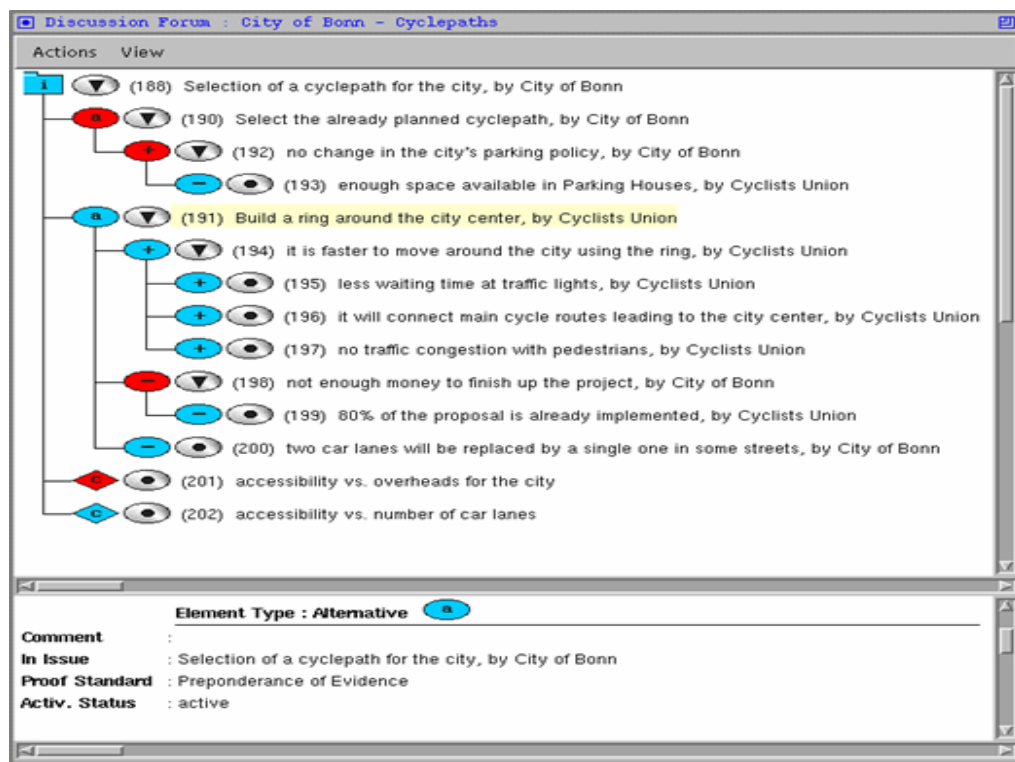 Discussion Forum : City of Bonn - Cyclepaths
Actions View
i (188) Selection of a cyclepath for the city, by City of Bonn
a (190) Select the already planned cyclepath, by City of Bonn
+ (192) no change in the city's parking policy, by City of Bonn
- (193) enough space available in Parking Houses, by Cyclists Union
a (191) Build a ring around the city center, by Cyclists Union
+ (194) it is faster to move around the city using the ring, by Cyclists Union
+ (195) less waiting time at traffic lights, by Cyclists Union
+ (196) it will connect main cycle routes leading to the city center, by Cyclists Union
+ (197) no traffic congestion with pedestrians, by Cyclists Union
- (198) not enough money to finish up the project, by City of Bonn
- (199) 80% of the proposal is already implemented, by Cyclists Union
- (200) two car lanes will be replaced by a single one in some streets, by City of Bonn
c (201) accessibility vs. overheads for the city
c (202) accessibility vs. number of car lanes
Element Type : Alternative a
Comment :
In Issue : Selection of a cyclepath for the city, by City of Bonn
Proof Standard : Preponderance of Evidence
Activ. Status : active